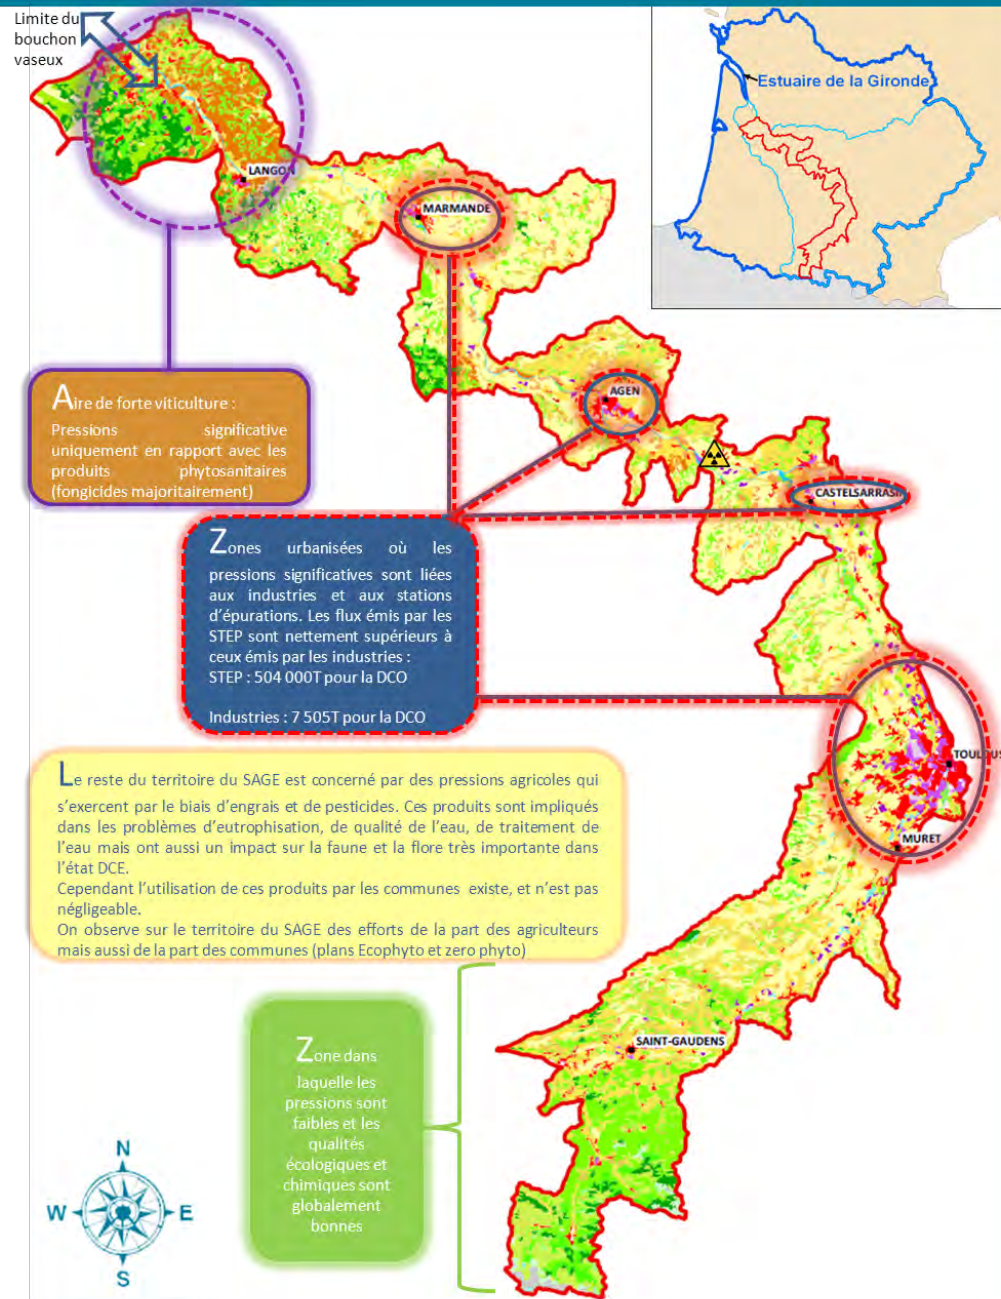 Limite du
bouchon
vaseux
Estuaire de la Gironde
LANGON
MARMANDE
Aire de forte viticulture :
Pressions significative
uniquement en rapport avec les
produits phytosanitaires
(fongicides majoritairement)
AGEN
CASTELSARRASIN
Zones urbanisées où les
pressions significatives sont liées
aux industries et aux stations
d'épurations. Les flux émis par les
STEP sont nettement supérieurs à
ceux émis par les industries :
STEP : 504 000T pour la DCO
Industries : 7 505T pour la DCO
TOULOUS
MURET
Le reste du territoire du SAGE est concerné par des pressions agricoles qui
s'exercent par le biais d'engrais et de pesticides. Ces produits sont impliqués
dans les problèmes d'eutrophisation, de qualité de l'eau, de traitement de
l'eau mais ont aussi un impact sur la faune et la flore très importante dans
l'état DCE.
Cependant l'utilisation de ces produits par les communes existe, et n'est pas
négligeable.
On observe sur le territoire du SAGE des efforts de la part des agriculteurs
mais aussi de la part des communes (plans Ecophyto et zero phyto)
SAINT-GAUDENS
Zone dans
laquelle les
pressions sont
faibles et les
qualités
écologiques et
chimiques sont
globalement
bonnes
N
W
E
S